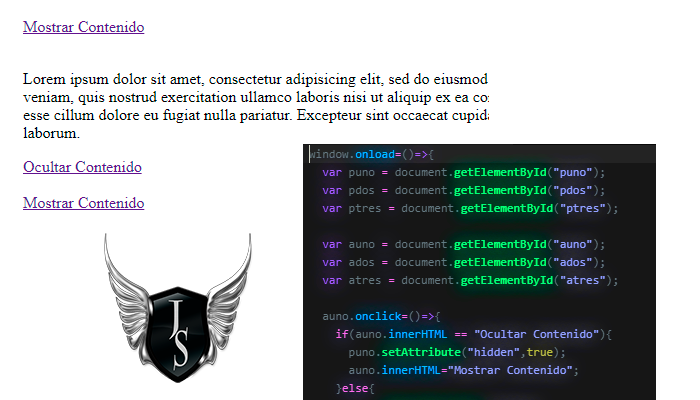 Mostrar Contenido
Lorem ipsum dolor sit amet, consectetur adipisicing elit, sed do eiusmod
veniam, quis nostrud exercitation ullamco laboris nisi ut aliquip ex ea
esse cillum dolore eu fugiat nulla pariatur. Excepteur sint occaecat
laborum.
Ocultar Contenido
Mostrar Contenido
JS
window.onload=()=>{
var puno = document.getElementById("puno");
var pdos = document.getElementById("pdos");
var ptres = document.getElementById("ptres");
var auno = document.getElementById("auno");
var ados = document.getElementById("ados");
var atres = document.getElementById("atres");
auno.onclick=()=>{
if(auno.innerHTML == "Ocultar Contenido"){
puno.setAttribute("hidden",true);
auno.innerHTML="Mostrar Contenido";
}else{